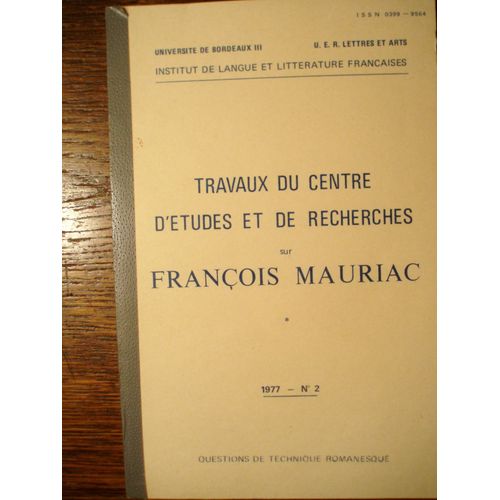 ISSN 0399 - 9564
UNIVERSITE DE BORDEAUX III U. E. R. LETTRES ET ARTS
INSTITUT DE LANGUE ET LITTERATURE FRANCAISES
TRAVAUX DU CENTRE
D'ETUDES ET DE RECHERCHES
sur
FRANÇOIS MAURIAC
*
1977 - N° 2
QUESTIONS DE TECHNIQUE ROMANESQUE